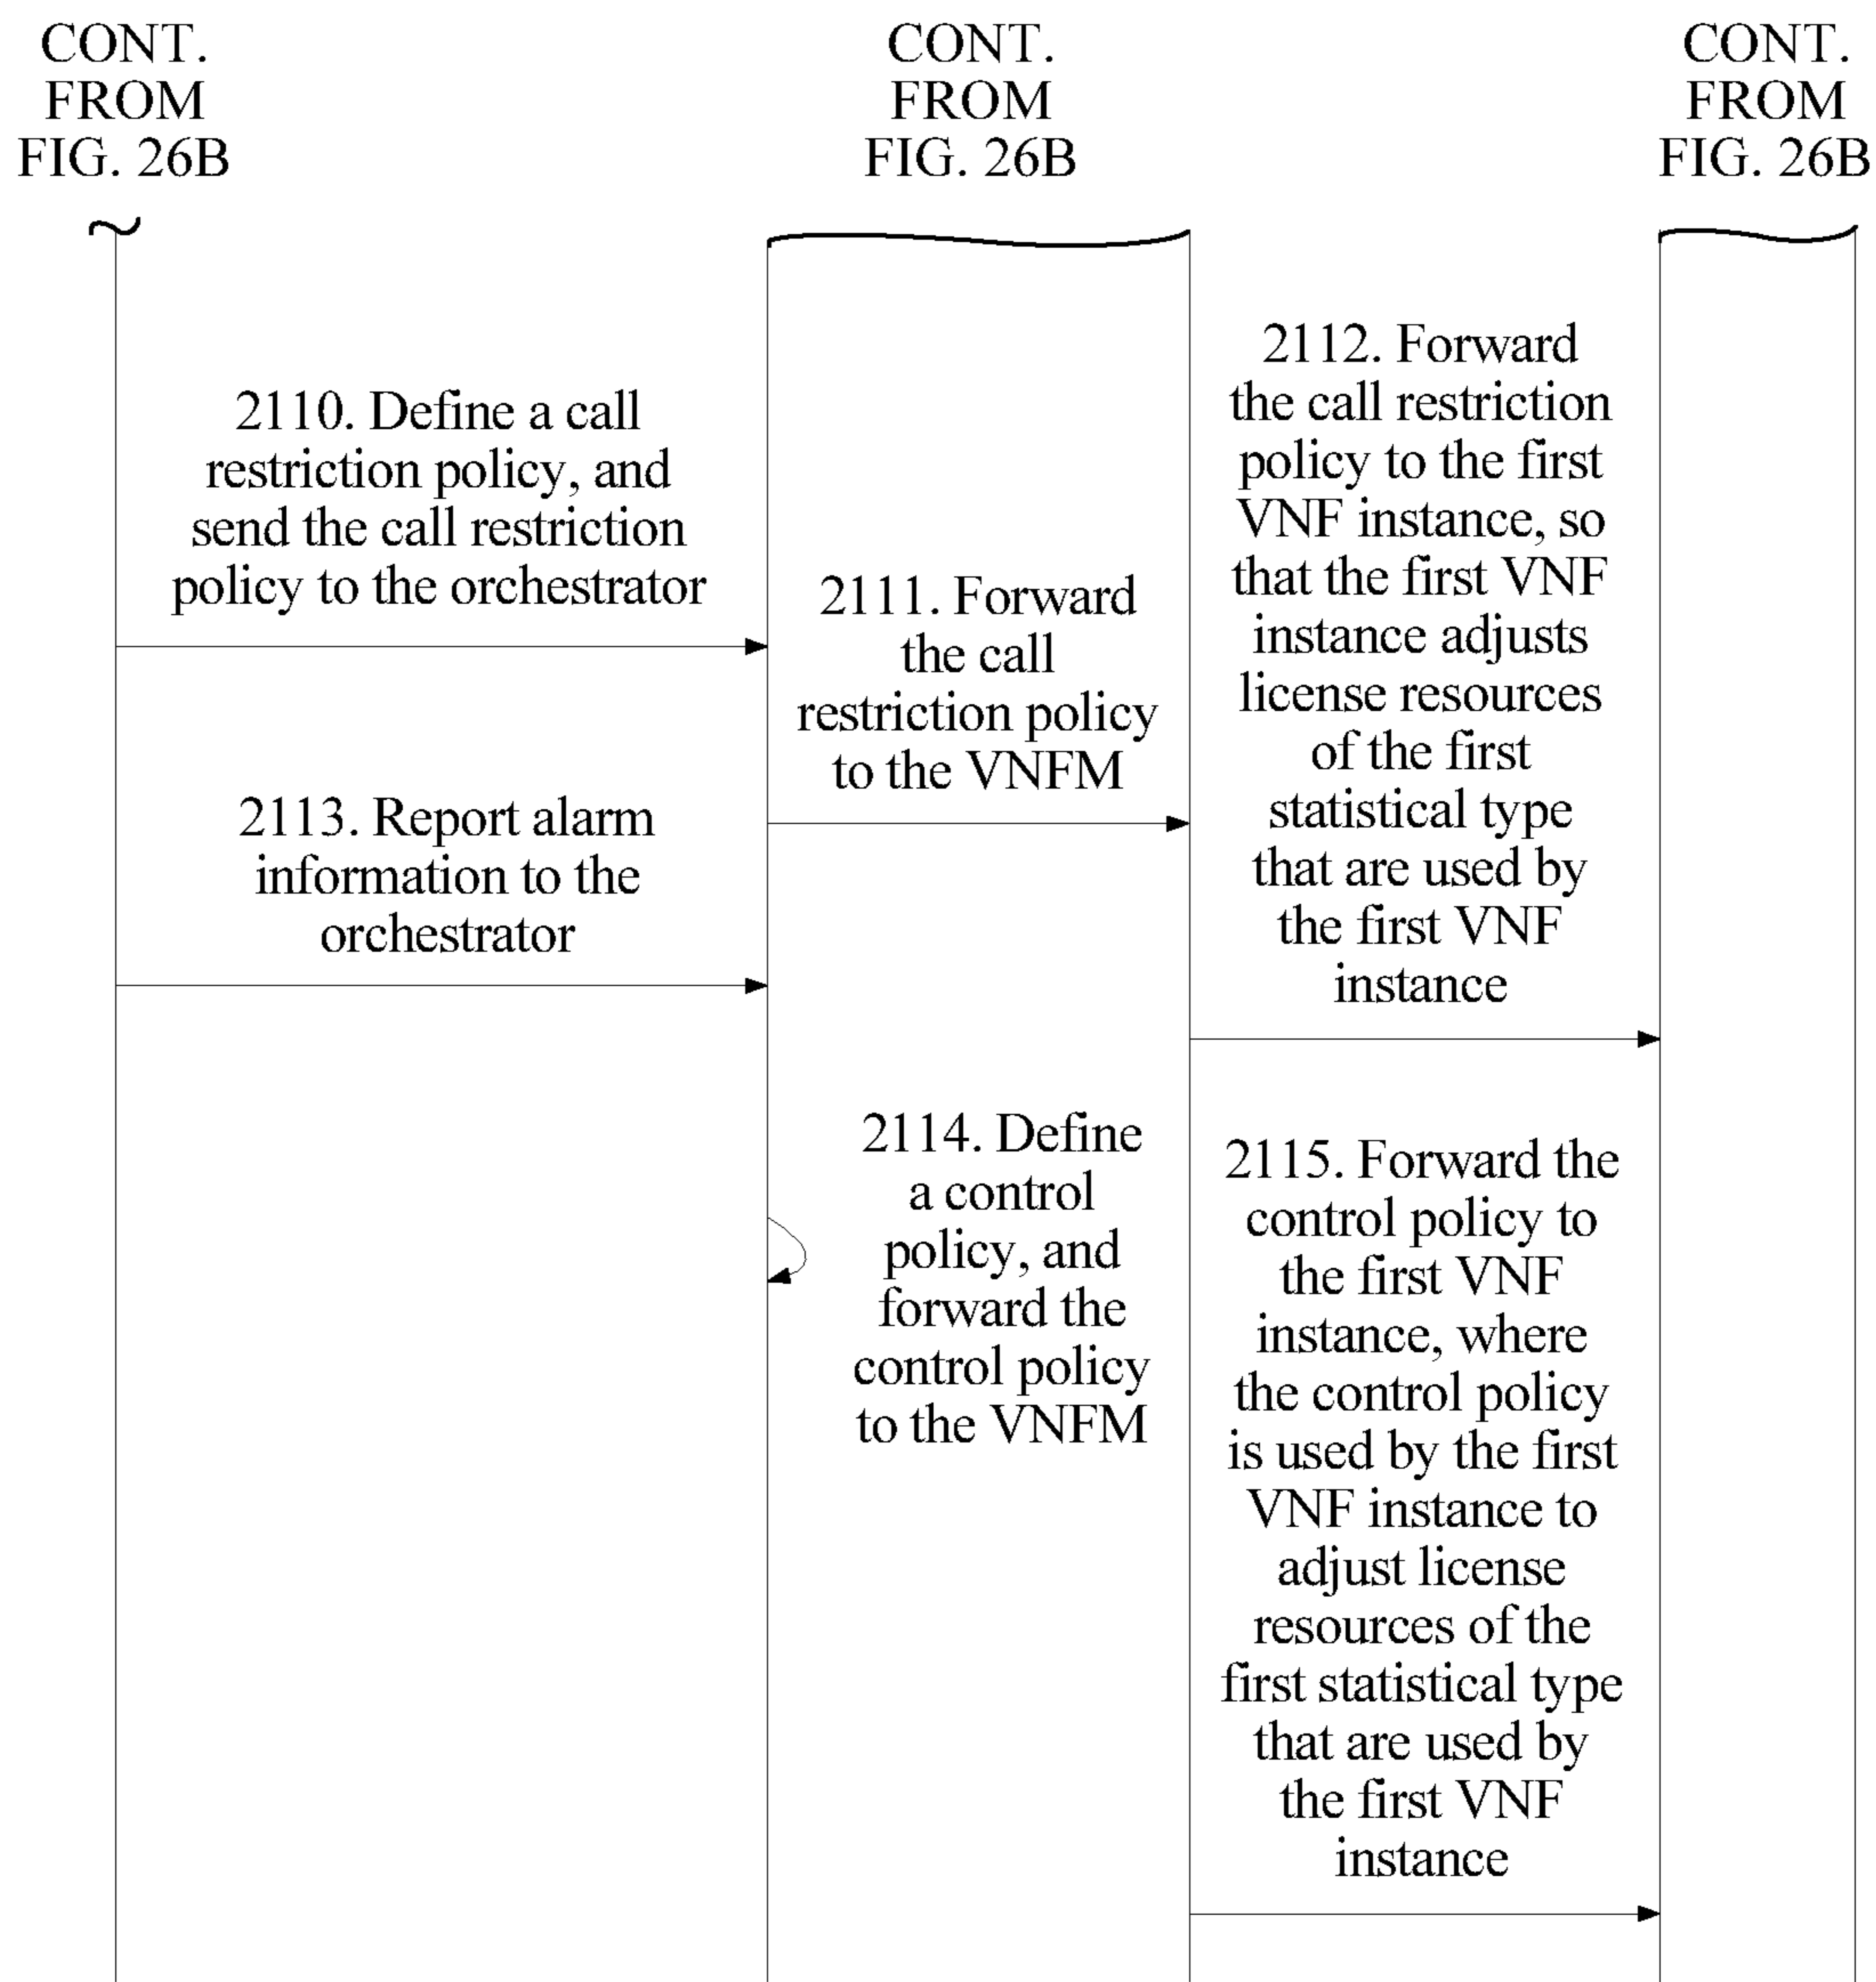 CONT.
FROM
FIG. 26B
CONT.
FROM
FIG. 26B
CONT.
FROM
FIG. 26B
2110. Define a call
restriction policy, and
send the call restriction
policy to the orchestrator
2111. Forward
the call
restriction policy
to the VNFM
2112. Forward
the call restriction
policy to the first
VNF instance, so
that the first VNF
instance adjusts
license resources
of the first
statistical type
that are used by
the first VNF
instance
2113. Report alarm
information to the
orchestrator
2114. Define
a control
policy, and
forward the
control policy
to the VNFM
2115. Forward the
control policy to
the first VNF
instance, where
the control policy
is used by the first
VNF instance to
adjust license
resources of the
first statistical type
that are used by
the first VNF
instance